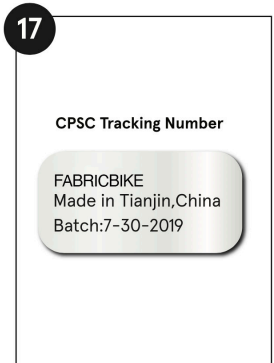 17
CPSC Tracking Number
FABRICBIKE
Made in Tianjin,China
Batch:7-30-2019